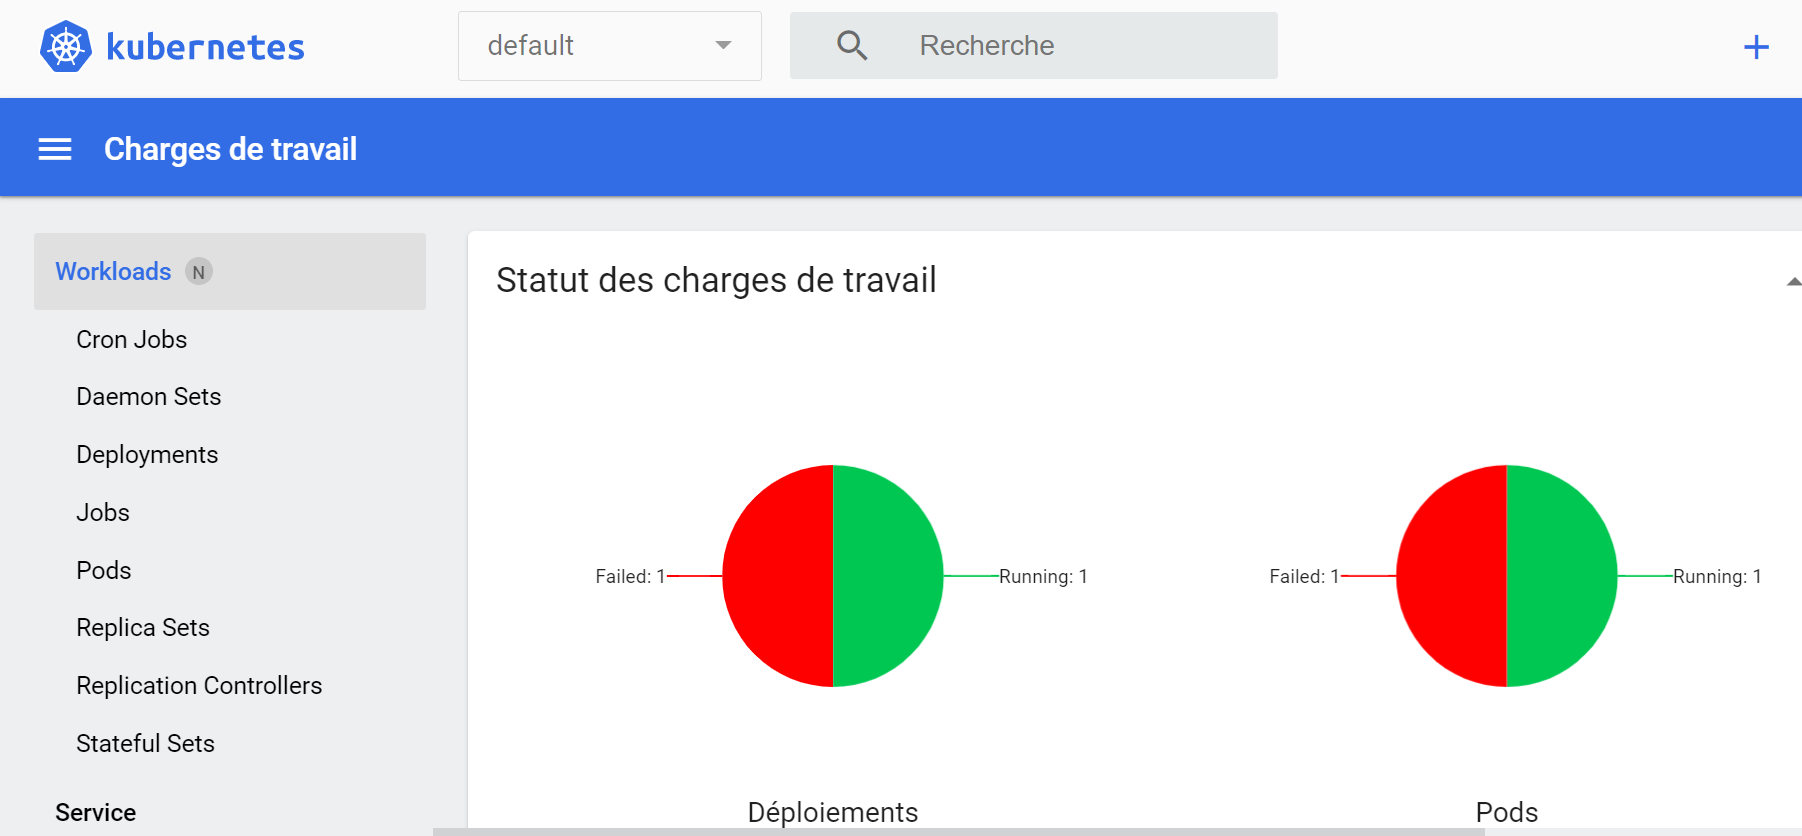 kubernetes
default
Recherche
Charges de travail
Workloads N
Cron Jobs
Daemon Sets
Deployments
Jobs
Pods
Replica Sets
Replication Controllers
Stateful Sets
Service
Statut des charges de travail
Failed: 1
Running: 1
Déploiements
Failed: 1
Running: 1
Pods